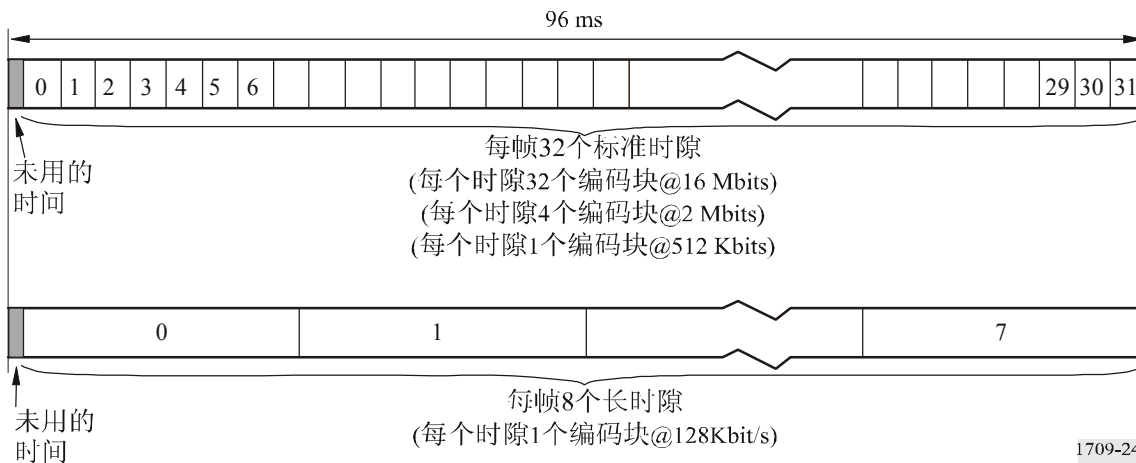 96 ms
0 1 2 3 4 5 6 29 30 31
未用的
时间
每帧32个标准时隙
(每个时隙32个编码块@16 Mbits)
(每个时隙4个编码块@2 Mbits)
(每个时隙1个编码块@512 Kbits)
0 1 7
未用的
时间
每帧8个长时隙
(每个时隙1个编码块@128Kbit/s)
1709-24